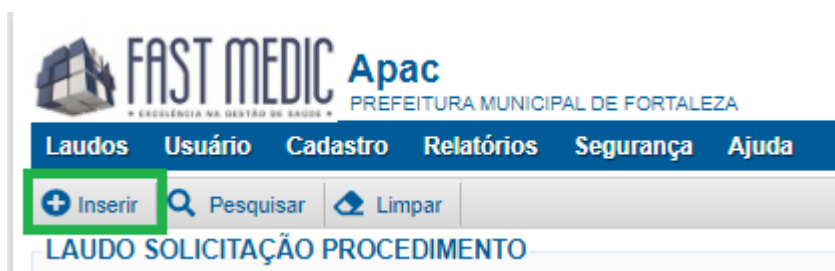 FAST MEDIC
• EXCELÊNCIA NA GESTÃO DE SAÚDE •
Apac
PREFEITURA MUNICIPAL DE FORTALEZA
Laudos Usuário Cadastro Relatórios Segurança Ajuda
Inserir Pesquisar Limpar
LAUDO SOLICITAÇÃO PROCEDIMENTO